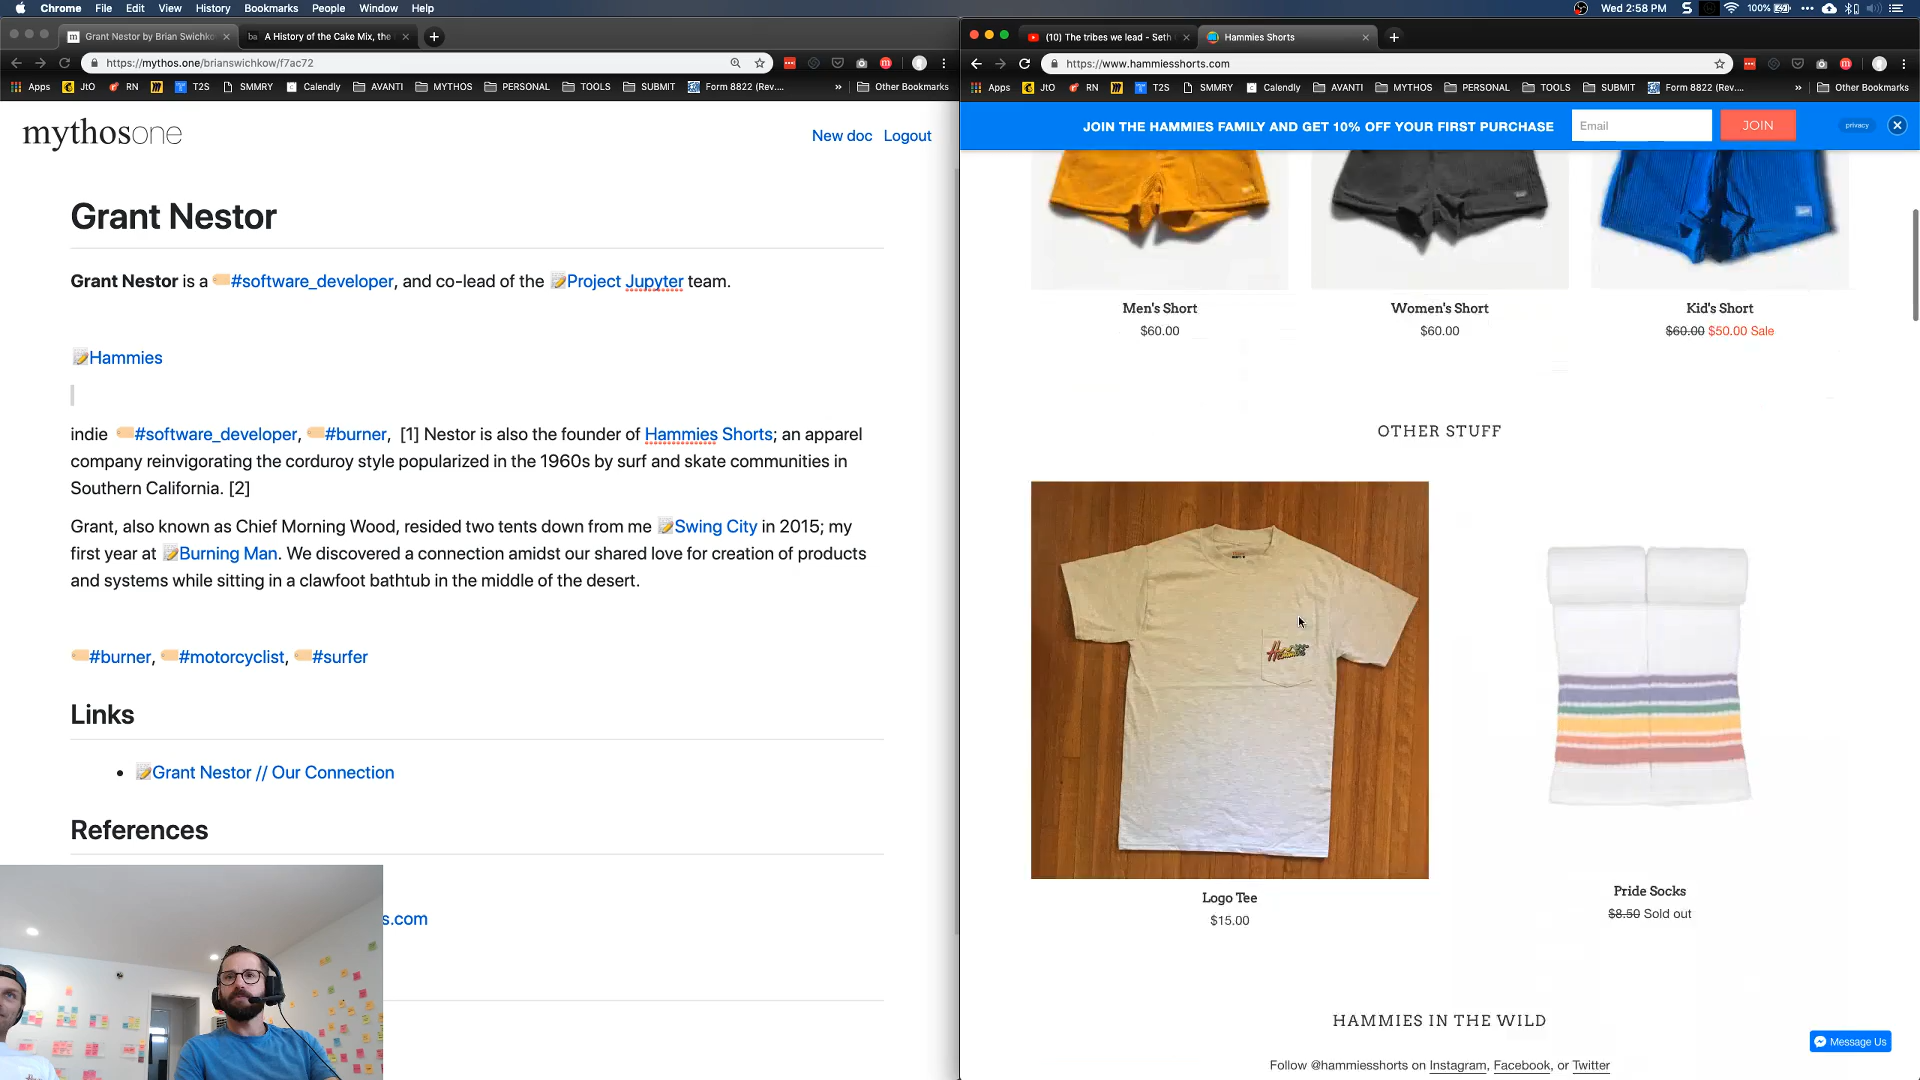 Chrome File Edit View History Bookmarks People Window Help
Wed 2:58 PM 100%
Grant Nestor by Brian Swichko
A History of the Cake Mix, the
https://mythos.one/brianswichkow/f7ac72
Apps JtO RN T2S SMMRY Calendly AVANTI MYTHOS PERSONAL TOOLS SUBMIT Form 8822 (Rev.... » Other Bookmarks
mythosone
New doc Logout
Grant Nestor
Grant Nestor is a #software_developer, and co-lead of the Project Jupyter team.
Hammies
indie #software_developer, #burner, [1] Nestor is also the founder of Hammies Shorts; an apparel
company reinvigorating the corduroy style popularized in the 1960s by surf and skate communities in
Southern California. [2]
Grant, also known as Chief Morning Wood, resided two tents down from me Swing City in 2015; my
first year at Burning Man. We discovered a connection amidst our shared love for creation of products
and systems while sitting in a clawfoot bathtub in the middle of the desert.
#burner, #motorcyclist, #surfer
Links
Grant Nestor // Our Connection
References
s.com
(10) The tribes we lead - Seth
Hammies Shorts
https://www.hammiesshorts.com
Apps JtO RN T2S SMMRY Calendly AVANTI MYTHOS PERSONAL TOOLS SUBMIT Form 8822 (Rev.... » Other Bookmarks
JOIN THE HAMMIES FAMILY AND GET 10% OFF YOUR FIRST PURCHASE
Email
JOIN
privacy
Men's Short
$60.00
Women's Short
$60.00
Kid's Short
$60.00 $50.00 Sale
OTHER STUFF
Hammies
Logo Tee
$15.00
Pride Socks
$8.50 Sold out
HAMMIES IN THE WILD
Follow @hammiesshorts on Instagram, Facebook, or Twitter
Message Us